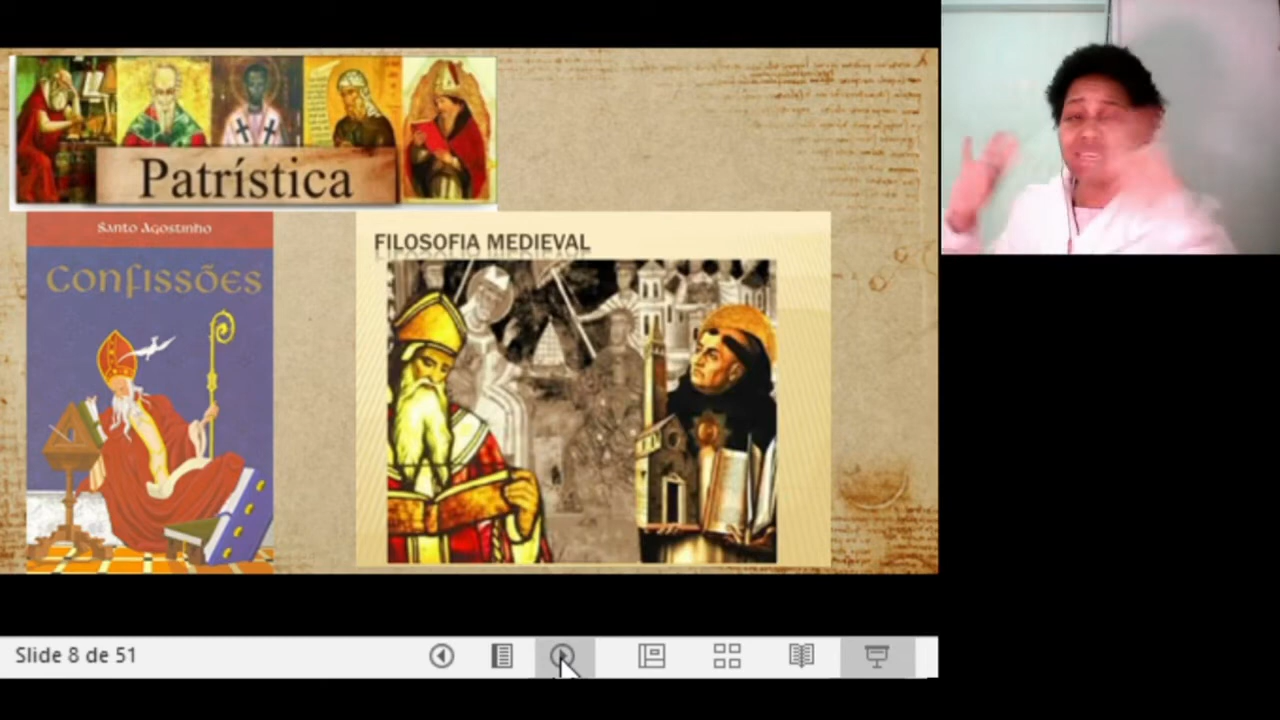 Patrística
Santo Agostinho
Confissões
FILOSOFIA MEDIEVAL
Slide 8 de 51